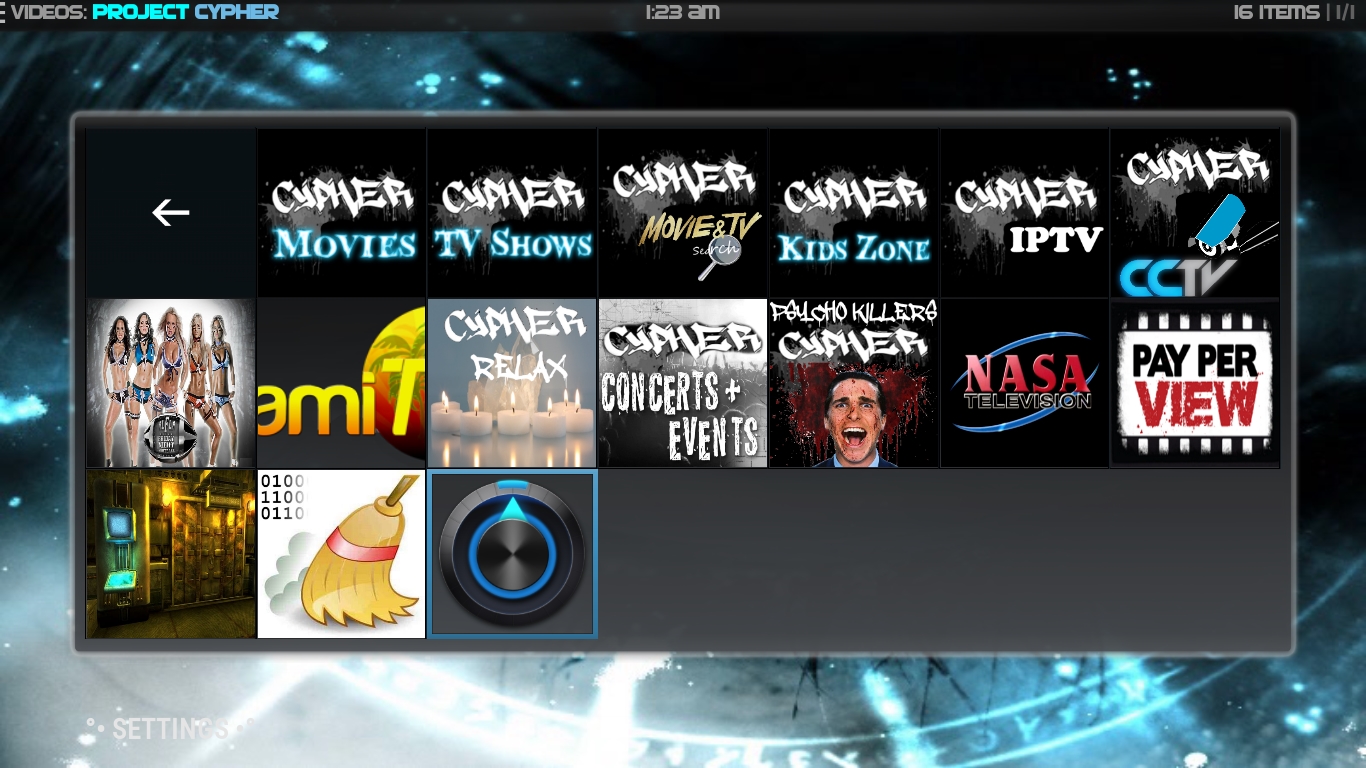 VIDEOS: PROJECT CYPHER
1:23 am
16 ITEMS | 1/1
CYPHER
MOVIES
CYPHER
TV SHOWS
CYPHER
MOVIE&TV
Search
CYPHER
KIDS ZONE
CYPHER
IPTV
CYPHER
CCTV
FRIDAY
NIGHT
amiT
CYPHER
RELAX
CYPHER
CONCERTS +
EVENTS
PSYCHO KILLERS
CYPHER
NASA
TELEVISION
PAY PER
VIEW
0100
1100
0110
°• SETTINGS •°